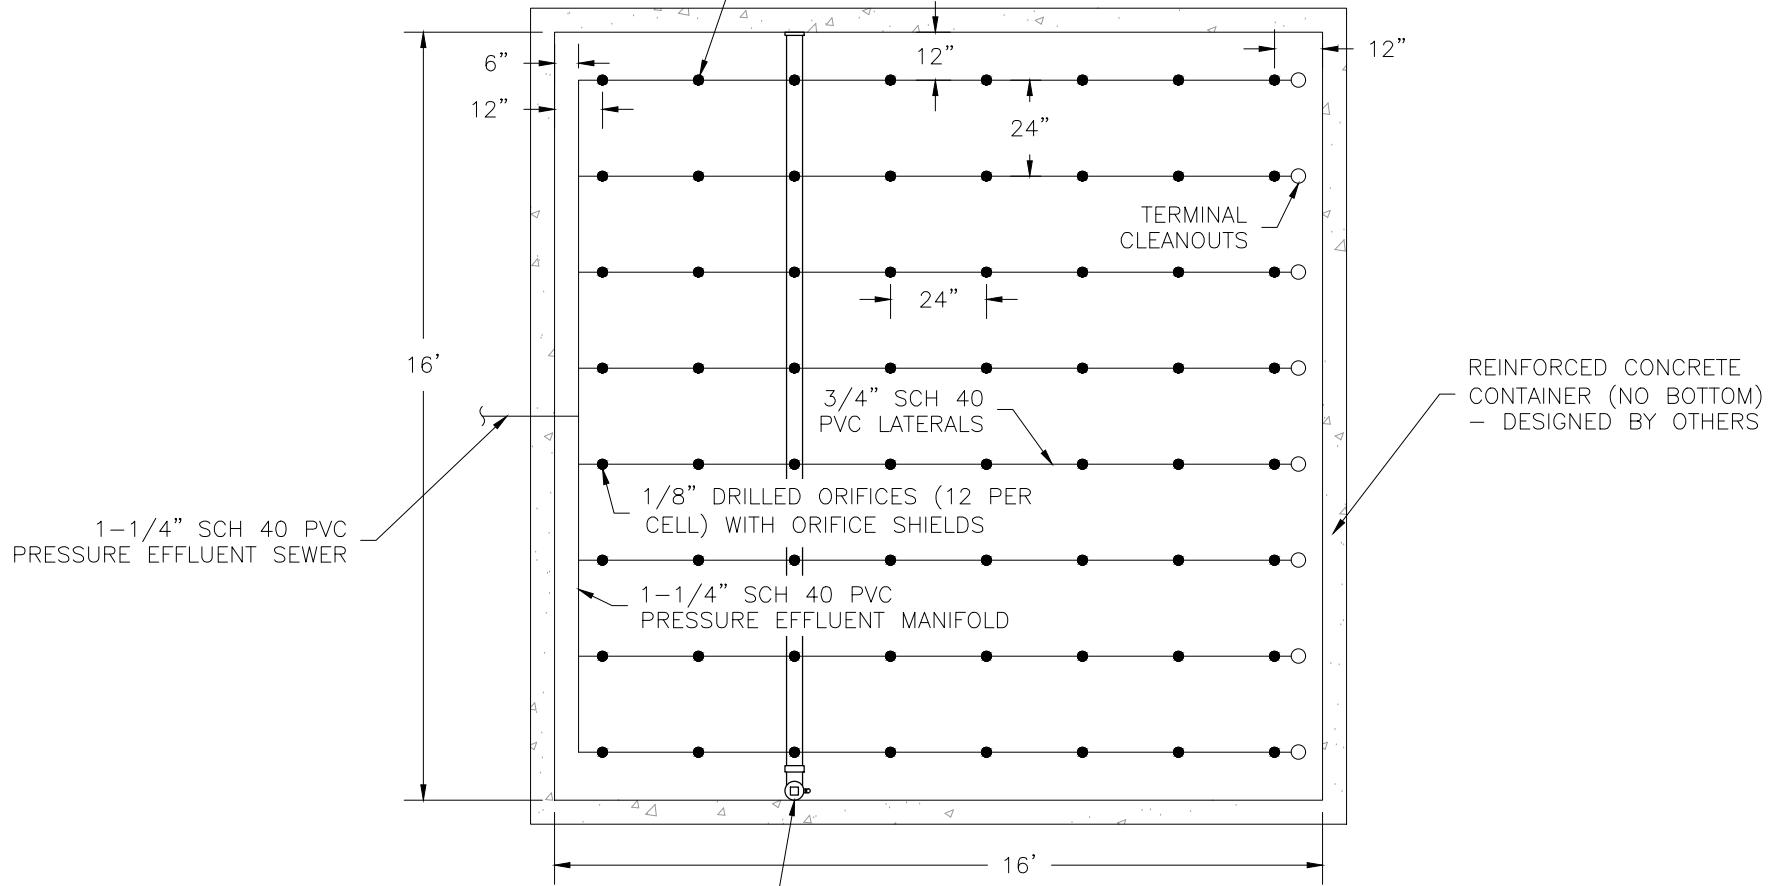 6"
12"
12"
12"
24"
TERMINAL
CLEANOUTS
24"
16'
3/4" SCH 40
PVC LATERALS
REINFORCED CONCRETE
CONTAINER (NO BOTTOM)
- DESIGNED BY OTHERS
1/8" DRILLED ORIFICES (12 PER
CELL) WITH ORIFICE SHIELDS
1-1/4" SCH 40 PVC
PRESSURE EFFLUENT SEWER
1-1/4" SCH 40 PVC
PRESSURE EFFLUENT MANIFOLD
16'